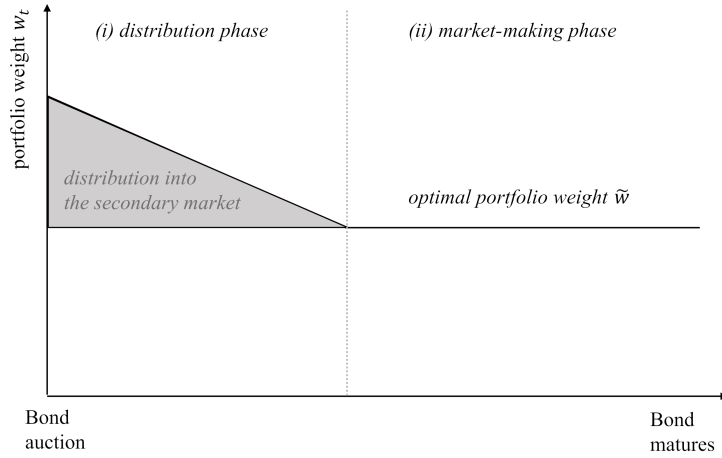 portfolio weight wₜ
(i) distribution phase
(ii) market-making phase
distribution into
the secondary market
optimal portfolio weight w̃
Bond
auction
Bond
matures